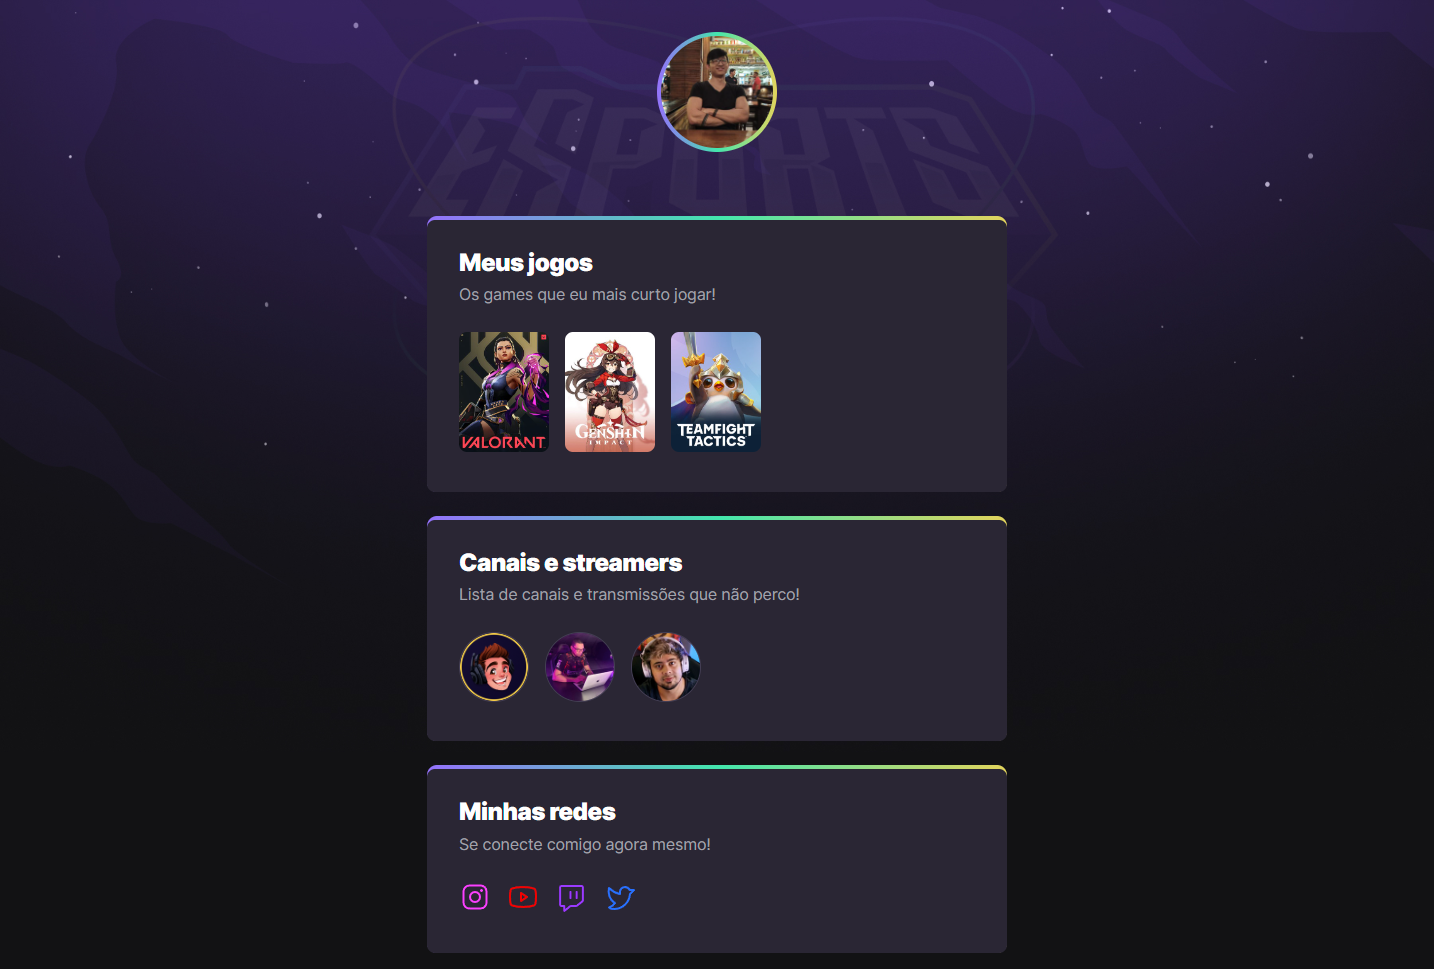 ESPORTS
Meus jogos
Os games que eu mais curto jogar!
VALORANT
GENSHIN
IMPACT
TEAMFIGHT
TACTICS
Canais e streamers
Lista de canais e transmissões que não perco!
Minhas redes
Se conecte comigo agora mesmo!